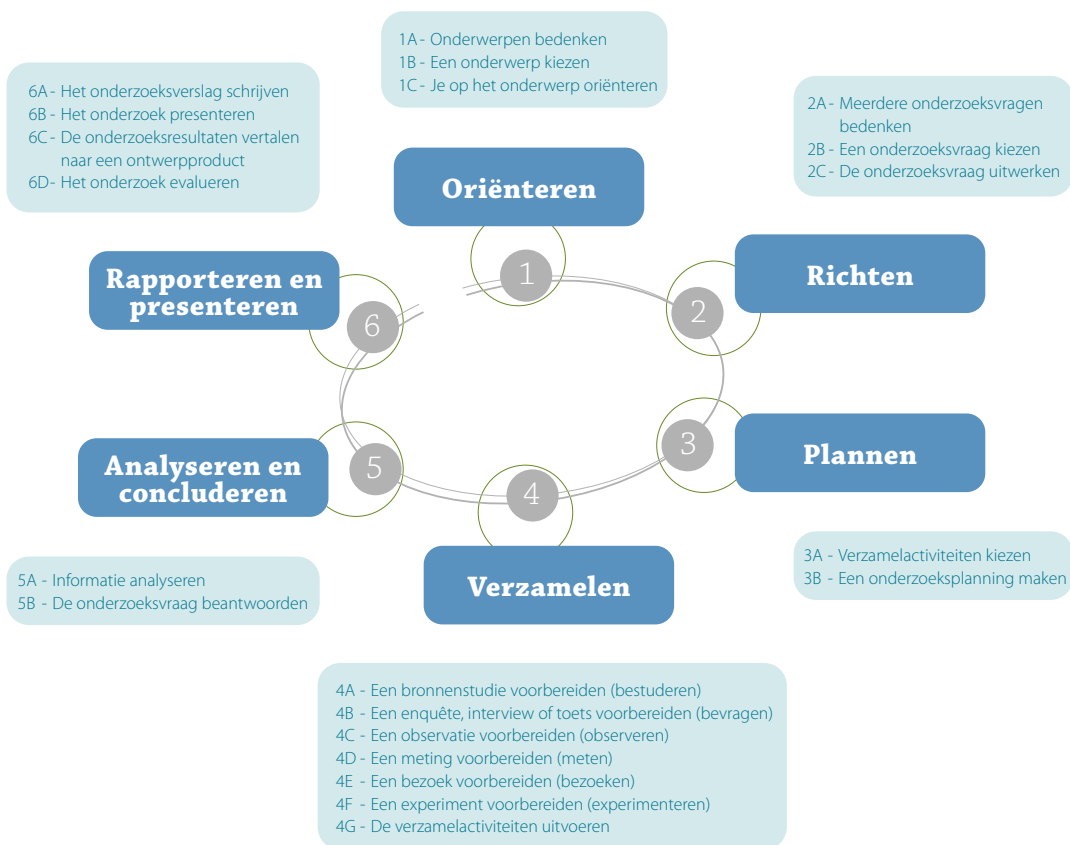 1A - Onderwerpen bedenken
1B - Een onderwerp kiezen
1C - Je op het onderwerp oriënteren
Oriënteren
1
2A - Meerdere onderzoeksvragen
bedenken
2B - Een onderzoeksvraag kiezen
2C - De onderzoeksvraag uitwerken
Richten
2
Plannen
3
3A - Verzamelactiviteiten kiezen
3B - Een onderzoeksplanning maken
4
Verzamelen
4A - Een bronnenstudie voorbereiden (bestuderen)
4B - Een enquête, interview of toets voorbereiden (bevragen)
4C - Een observatie voorbereiden (observeren)
4D - Een meting voorbereiden (meten)
4E - Een bezoek voorbereiden (bezoeken)
4F - Een experiment voorbereiden (experimenteren)
4G - De verzamelactiviteiten uitvoeren
5
Analyseren en
concluderen
5A - Informatie analyseren
5B - De onderzoeksvraag beantwoorden
6
Rapporteren en
presenteren
6A - Het onderzoeksverslag schrijven
6B - Het onderzoek presenteren
6C - De onderzoeksresultaten vertalen
naar een ontwerpproduct
6D - Het onderzoek evalueren